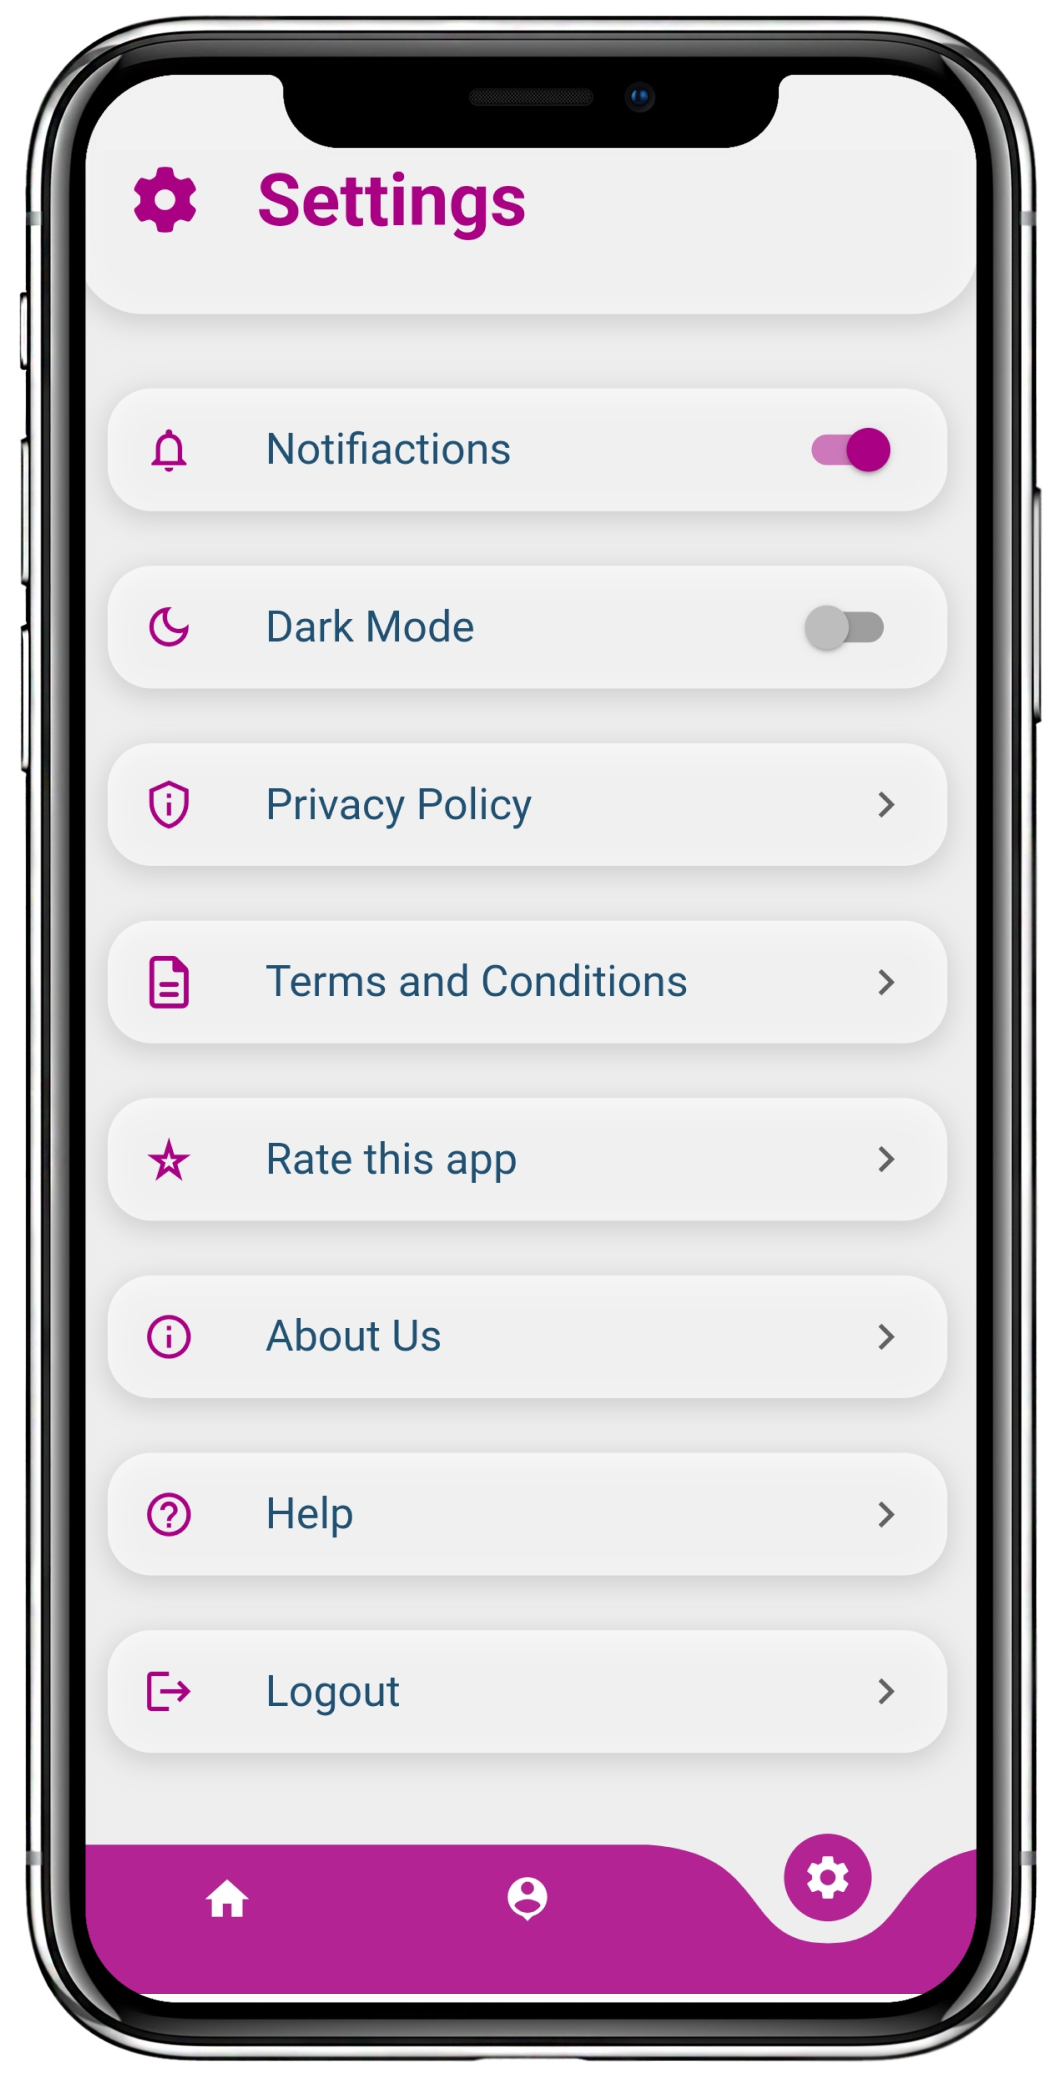 Settings
Notifiactions
Dark Mode
Privacy Policy
Terms and Conditions
Rate this app
About Us
Help
Logout